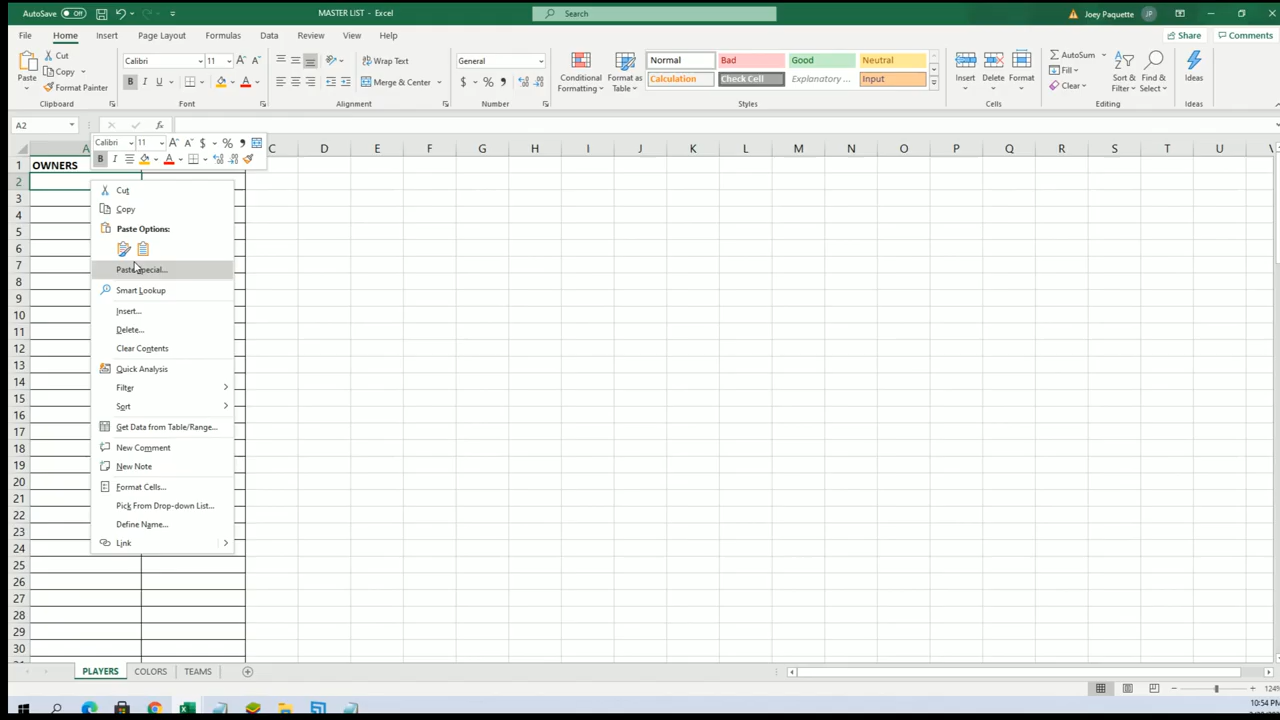 AutoSave Off MASTER LIST - Excel Search Joey Paquette JP
File Home Insert Page Layout Formulas Data Review View Help Share Comments
Paste Cut Copy Format Painter
Calibri 11 A A B I U A
ab Wrap Text Merge & Center
General $ % ,
Conditional Formatting Format as Table
Normal Bad Good Neutral
Calculation Check Cell Explanatory ... Input
Insert Delete Format
AutoSum Fill Clear
Sort & Filter Find & Select Ideas
Clipboard Font Alignment Number Styles Cells Editing Ideas
A2 fx
Calibri 11 A A $ % ,
B I A
A C D E F G H I J K L M N O P Q R S T U V
1 OWNERS
2
3
4
5
6
7
8
9
10
11
12
13
14
15
16
17
18
19
20
21
22
23
24
25
26
27
28
29
30
Cut
Copy
Paste Options:
Paste Special...
Smart Lookup
Insert...
Delete...
Clear Contents
Quick Analysis
Filter
Sort
Get Data from Table/Range...
New Comment
New Note
Format Cells...
Pick From Drop-down List...
Define Name...
Link
PLAYERS COLORS TEAMS
124%
10:54 PM